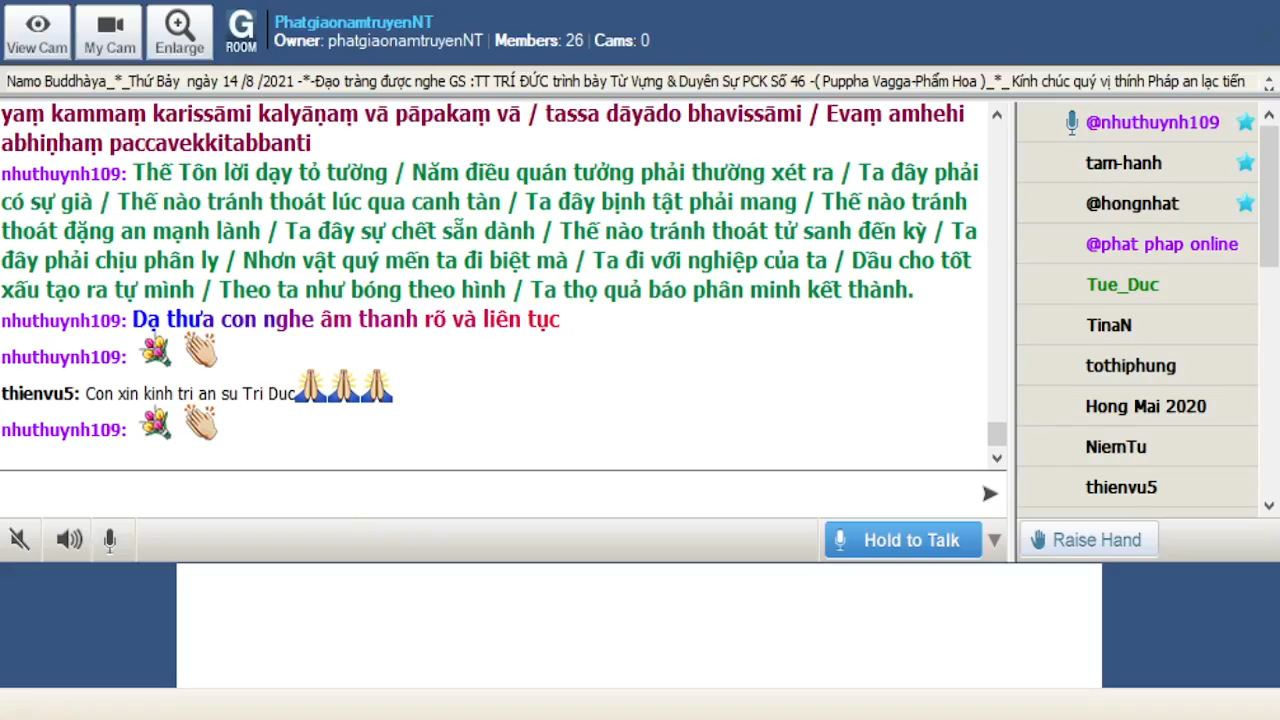 View Cam
My Cam
Enlarge
G
ROOM
PhatgiaonamtruyenNT
Owner: phatgiaonamtruyenNT | Members: 26 | Cams: 0
Namo Buddhàya_*_Thứ Bảy ngày 14 /8 /2021 -*-Đạo tràng được nghe GS :TT TRÍ ĐỨC trình bày Từ Vựng & Duyên Sự PCK Số 46 -( Puppha Vagga-Phẩm Hoa )_*_ Kính chúc quý vị thính Pháp an lạc tiến
yaṃ kammaṃ karissāmi kalyāṇaṃ vā pāpakaṃ vā / tassa dāyādo bhavissāmi / Evaṃ amhehi
abhiṇhaṃ paccavekkitabbanti
nhuthuynh109: Thế Tôn lời dạy tỏ tường / Năm điều quán tưởng phải thường xét ra / Ta đây phải
có sự già / Thế nào tránh thoát lúc qua canh tàn / Ta đây bịnh tật phải mang / Thế nào tránh
thoát đặng an mạnh lành / Ta đây sự chết sẵn dành / Thế nào tránh thoát tử sanh đến kỳ / Ta
đây phải chịu phân ly / Nhơn vật quý mến ta đi biệt mà / Ta đi với nghiệp của ta / Dầu cho tốt
xấu tạo ra tự mình / Theo ta như bóng theo hình / Ta thọ quả báo phân minh kết thành.
nhuthuynh109: Dạ thưa con nghe âm thanh rõ và liên tục
nhuthuynh109:
thienvu5: Con xin kinh tri an su Tri Duc
nhuthuynh109:
@nhuthuynh109
tam-hanh
@hongnhat
@phat phap online
Tue_Duc
TinaN
tothiphung
Hong Mai 2020
NiemTu
thienvu5
Hold to Talk
Raise Hand